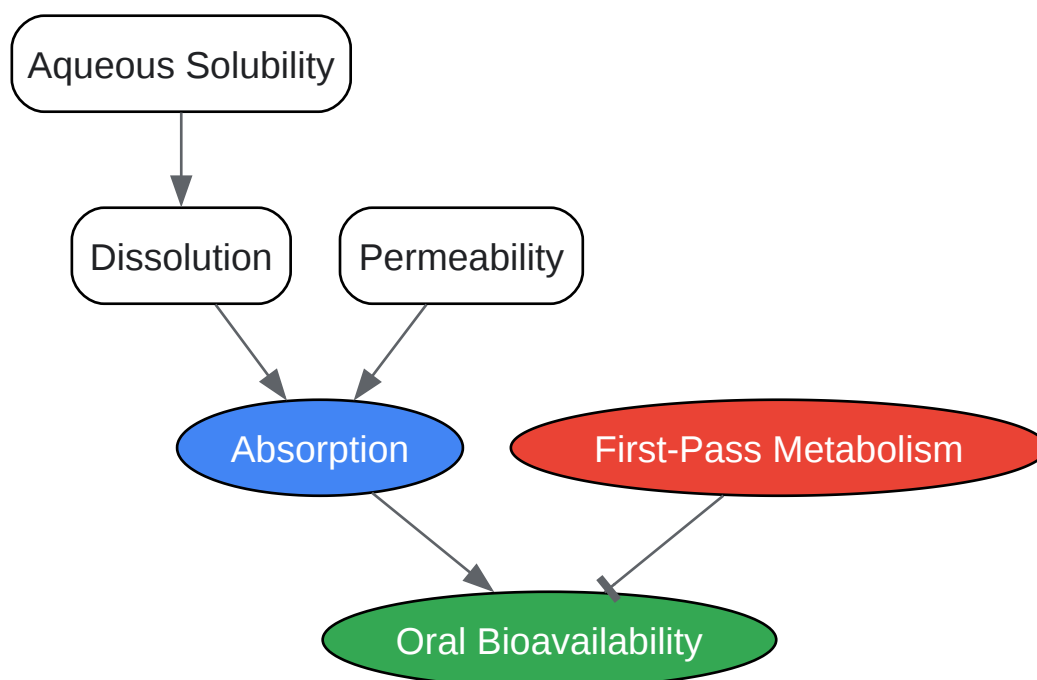 Aqueous Solubility
Dissolution
Permeability
Absorption
First-Pass Metabolism
Oral Bioavailability